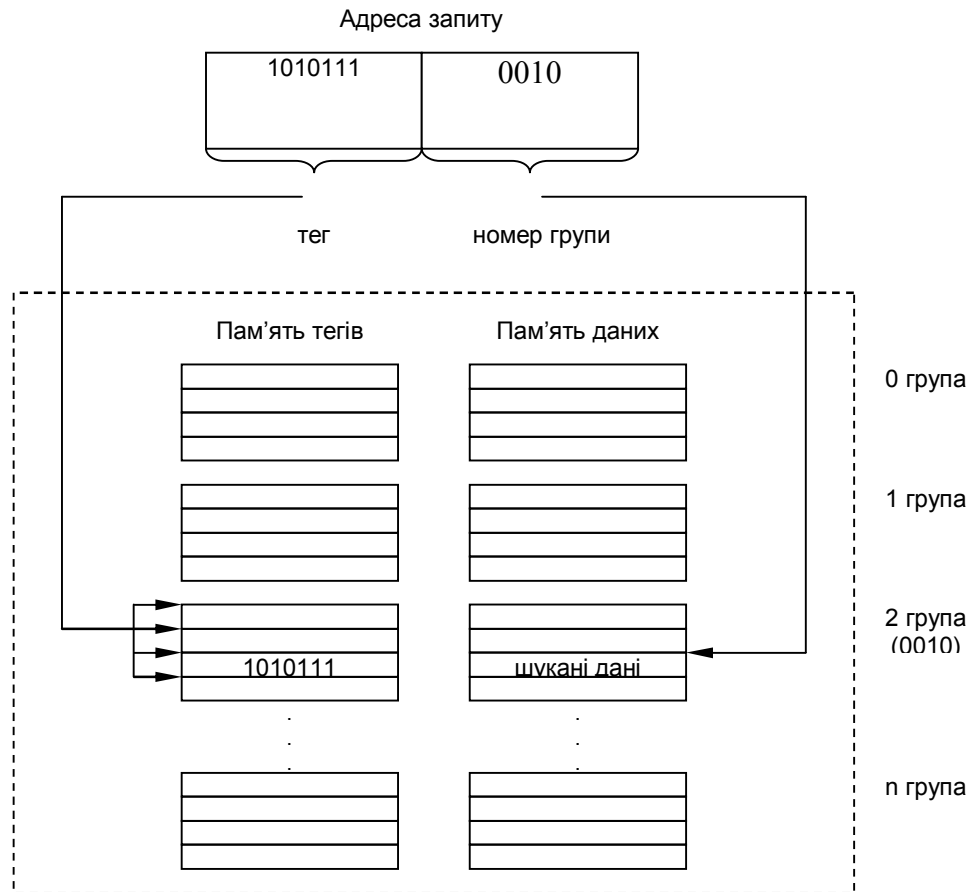 Адреса запиту
1010111 0010
тег номер групи
Пам’ять тегів Пам’ять даних
0 група
1 група
2 група
(0010)
1010111 шукані дані
. .
. .
. .
n група